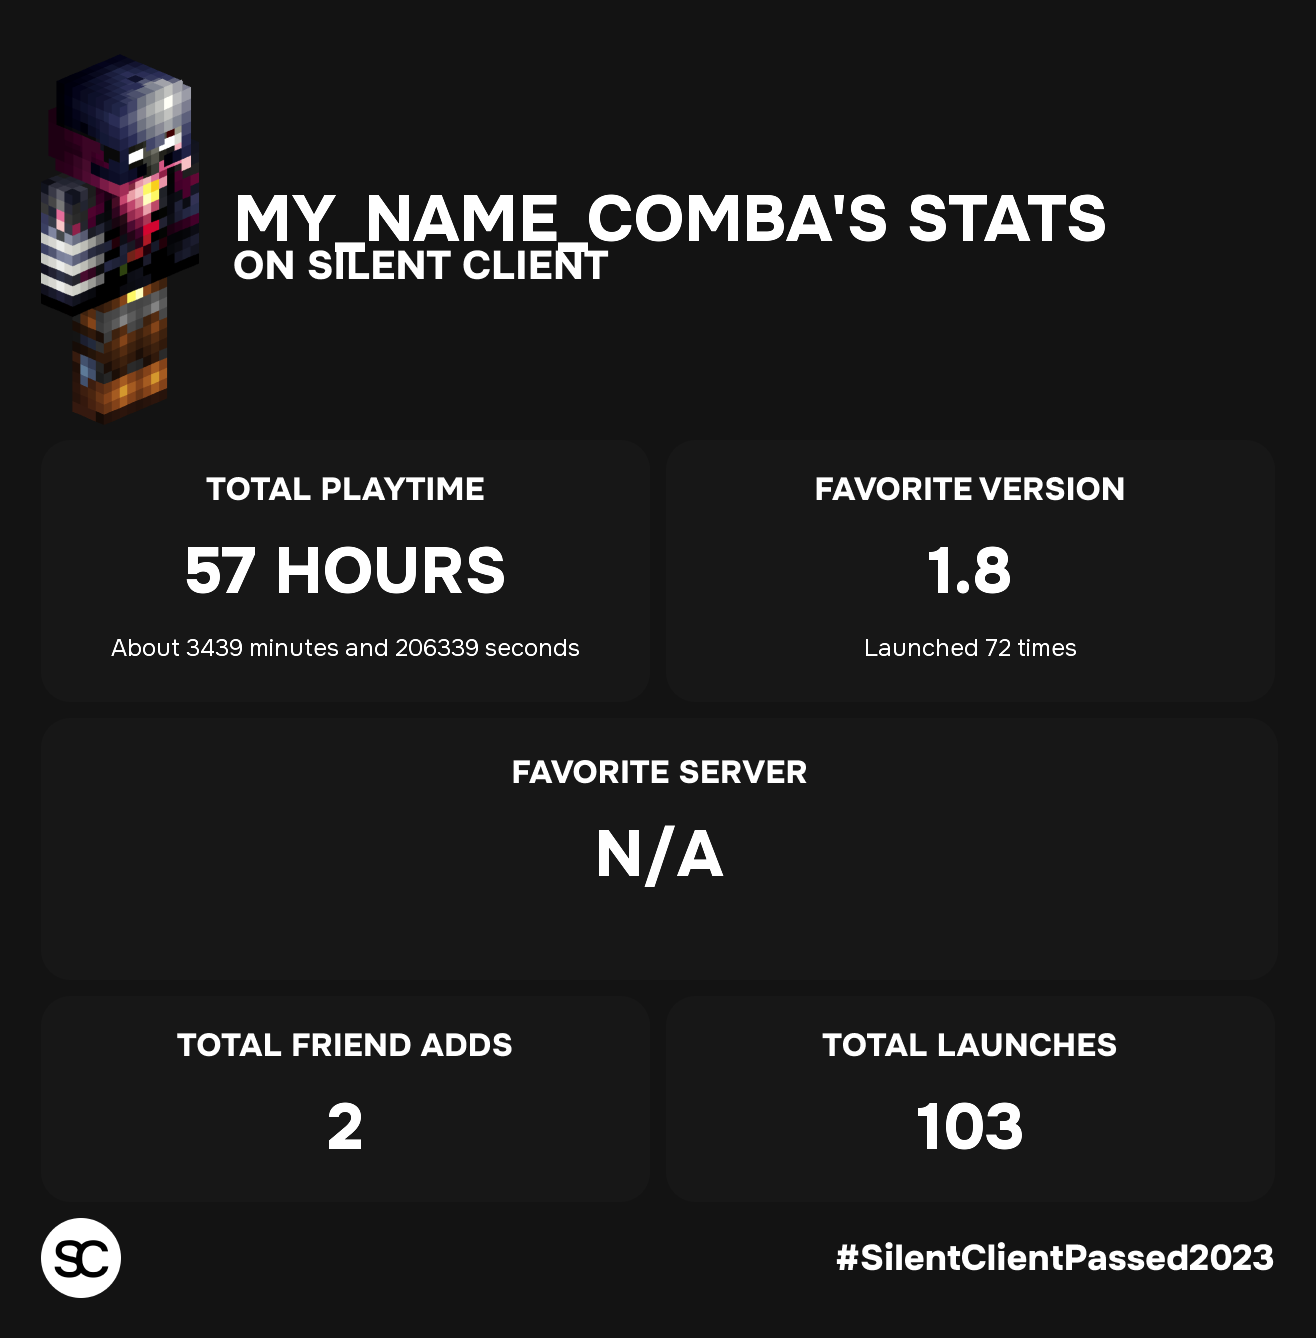 MY_NAME_COMBA'S STATS
ON SILENT CLIENT
TOTAL PLAYTIME
57 HOURS
About 3439 minutes and 206339 seconds
FAVORITE VERSION
1.8
Launched 72 times
FAVORITE SERVER
N/A
TOTAL FRIEND ADDS
2
TOTAL LAUNCHES
103
SC
#SilentClientPassed2023